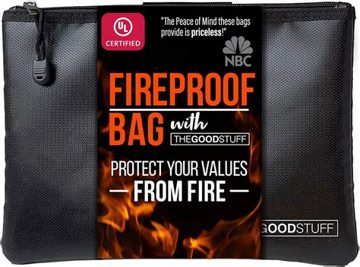 UL
CERTIFIED
"The Peace of Mind these bags
provide is priceless!"
NBC
FIREPROOF
BAG with
THEGOODSTUFF
PROTECT YOUR VALUES
FROM FIRE
GOODSTUFF